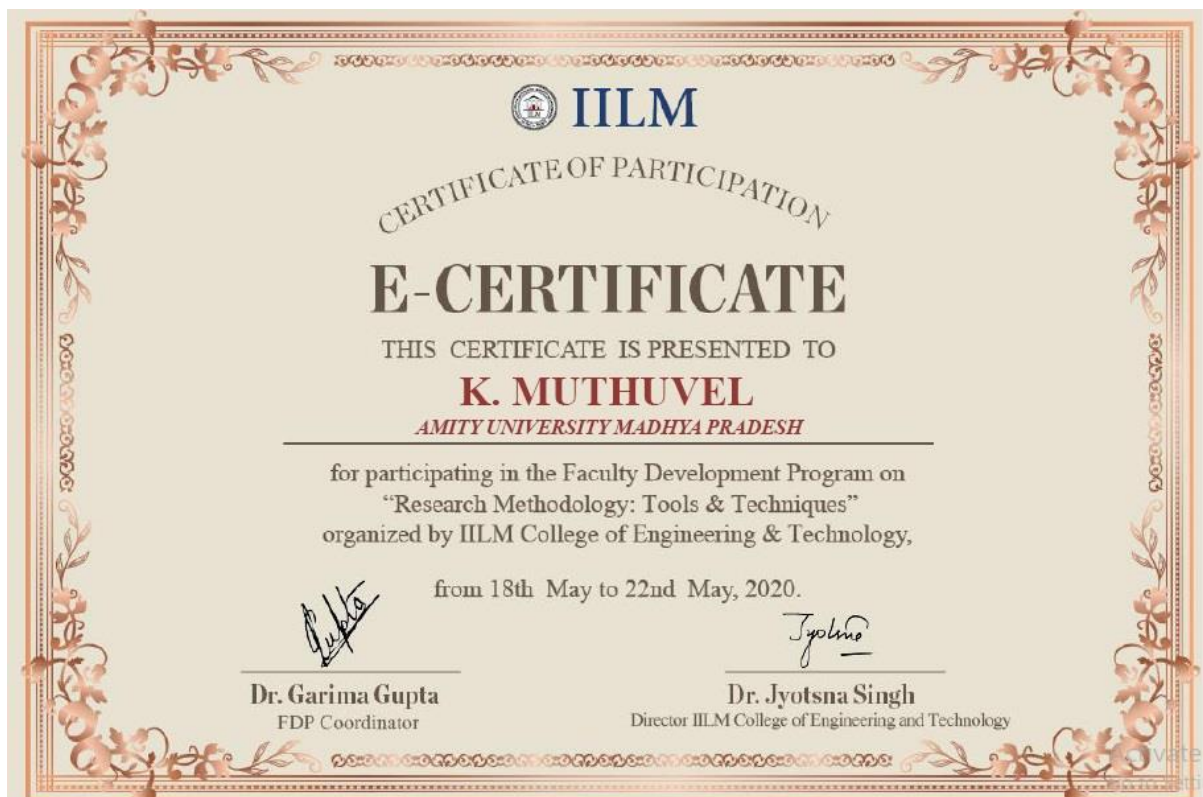 IILM
CERTIFICATE OF PARTICIPATION
E-CERTIFICATE
THIS CERTIFICATE IS PRESENTED TO
K. MUTHUVEL
AMITY UNIVERSITY MADHYA PRADESH
for participating in the Faculty Development Program on
“Research Methodology: Tools & Techniques”
organized by IILM College of Engineering & Technology,
from 18th May to 22nd May, 2020.
Gupta
Jyotsna
Dr. Garima Gupta
Dr. Jyotsna Singh
FDP Coordinator
Director IILM College of Engineering and Technology